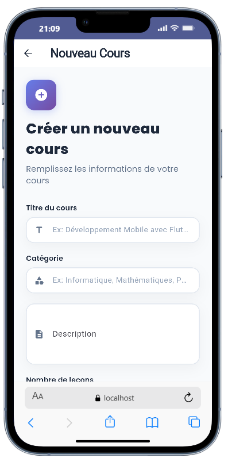 21:09
Nouveau Cours
Créer un nouveau
cours
Remplissez les informations de votre
cours
Titre du cours
T Ex: Développement Mobile avec Flut...
Catégorie
Ex: Informatique, Mathématiques, P...
Description
Nombre de leçons
AA localhost